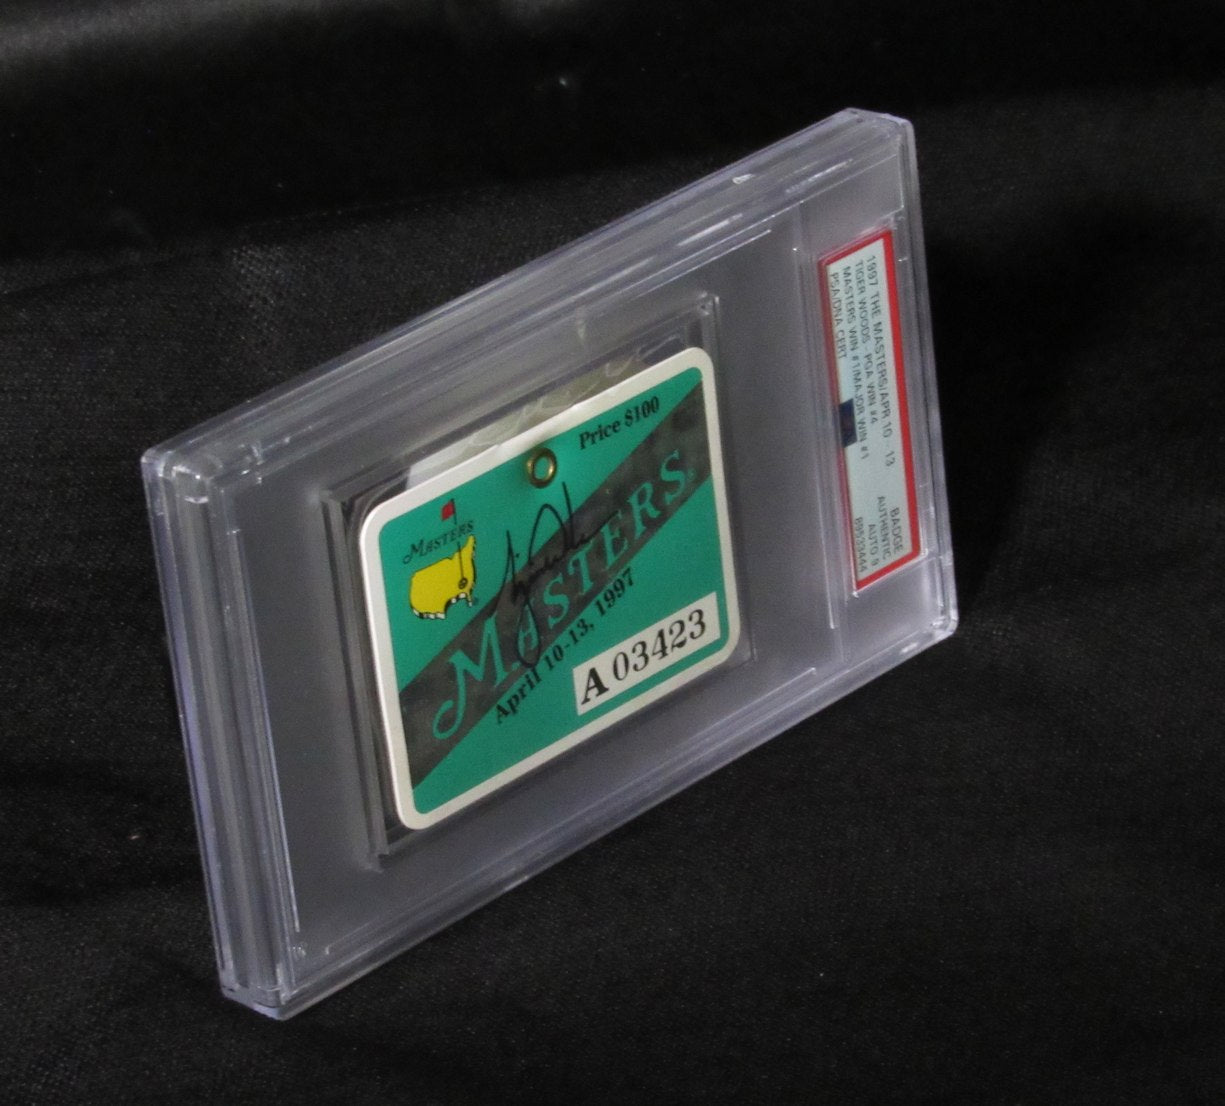 Price $100
MASTERS
MASTERS
April 10-13, 1997
A 03423
1997 THE MASTERS/APR 10 - 13 BADGE
TIGER WOODS - PGA WIN #4 AUTHENTIC
MASTERS WIN #1/MAJOR WIN #1 AUTO 9
PSA/DNA CERT 89533444